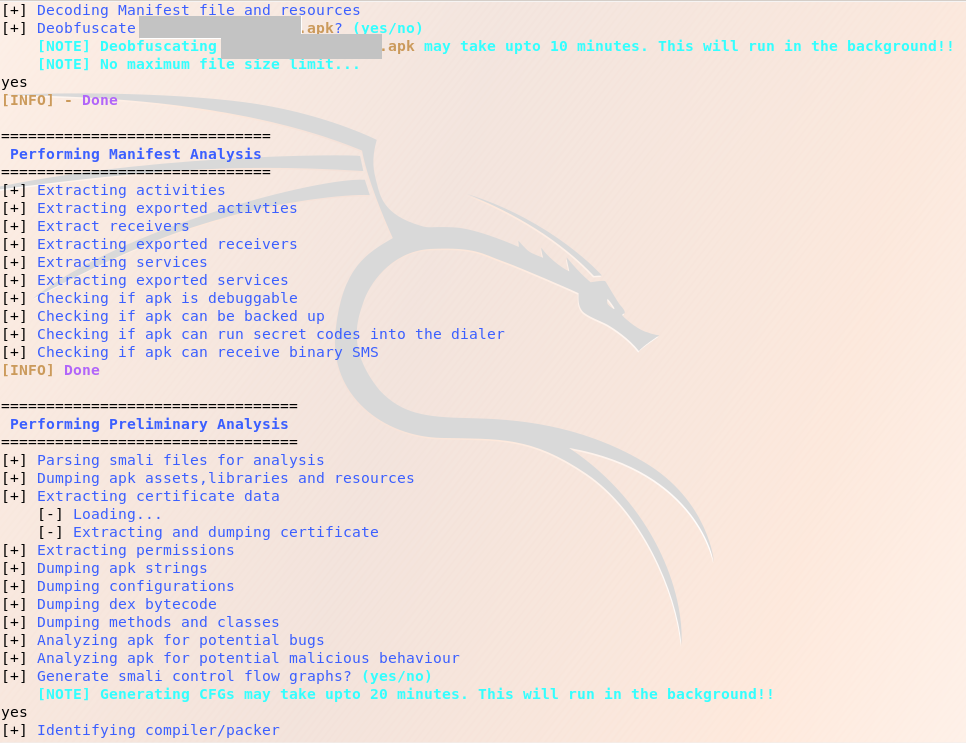 [+] Decoding Manifest file and resources
[+] Deobfuscate .apk? (yes/no)
[NOTE] Deobfuscating .apk may take upto 10 minutes. This will run in the background!!
[NOTE] No maximum file size limit...
yes
[INFO] - Done
==============================
Performing Manifest Analysis
==============================
[+] Extracting activities
[+] Extracting exported activties
[+] Extract receivers
[+] Extracting exported receivers
[+] Extracting services
[+] Extracting exported services
[+] Checking if apk is debuggable
[+] Checking if apk can be backed up
[+] Checking if apk can run secret codes into the dialer
[+] Checking if apk can receive binary SMS
[INFO] Done
=================================
Performing Preliminary Analysis
=================================
[+] Parsing smali files for analysis
[+] Dumping apk assets,libraries and resources
[+] Extracting certificate data
[-] Loading...
[-] Extracting and dumping certificate
[+] Extracting permissions
[+] Dumping apk strings
[+] Dumping configurations
[+] Dumping dex bytecode
[+] Dumping methods and classes
[+] Analyzing apk for potential bugs
[+] Analyzing apk for potential malicious behaviour
[+] Generate smali control flow graphs? (yes/no)
[NOTE] Generating CFGs may take upto 20 minutes. This will run in the background!!
yes
[+] Identifying compiler/packer